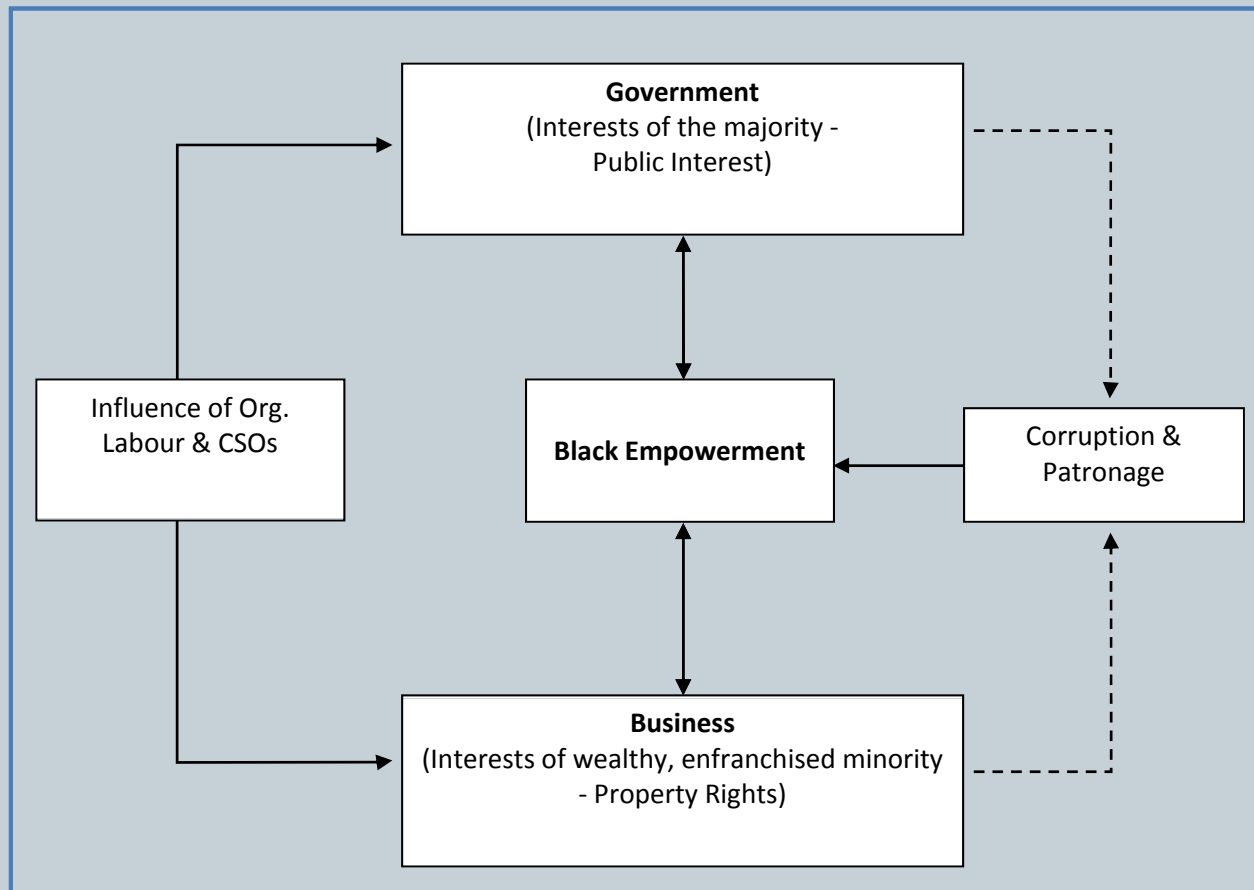 Government
(Interests of the majority -
Public Interest)
Influence of Org.
Labour & CSOs
Black Empowerment
Corruption &
Patronage
Business
(Interests of wealthy, enfranchised minority
- Property Rights)